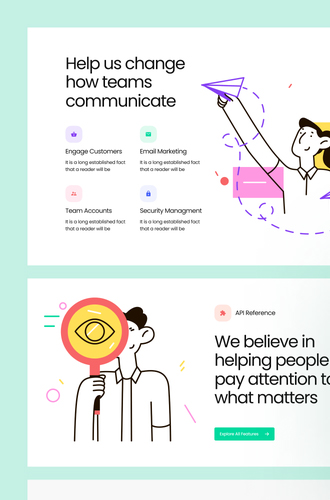 Help us change
how teams
communicate
Engage Customers
It is a long established fact
that a reader will be
Email Marketing
It is a long established fact
that a reader will be
Team Accounts
It is a long established fact
that a reader will be
Security Managment
It is a long established fact
that a reader will be
API Reference
We believe in
helping people
pay attention to
what matters
Explore All Features